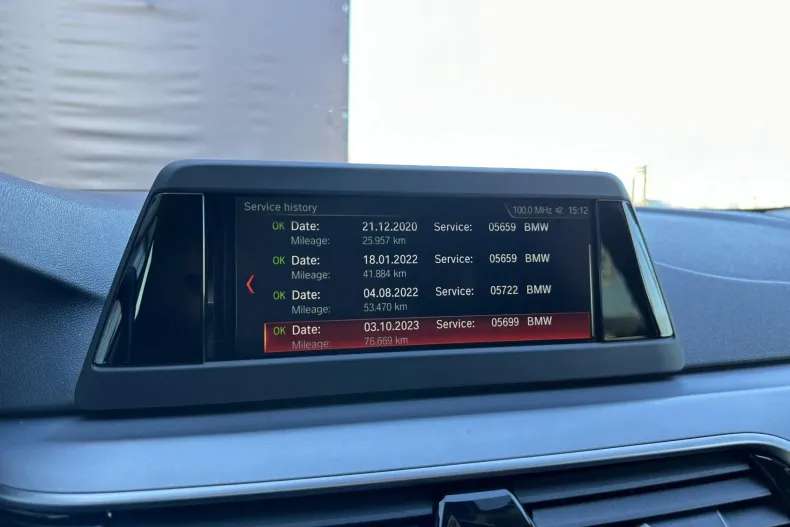 Service history
100.0 MHz 15:12
OK Date: 21.12.2020 Service: 05659 BMW
Mileage: 25.957 km
OK Date: 18.01.2022 Service: 05659 BMW
Mileage: 41.884 km
OK Date: 04.08.2022 Service: 05722 BMW
Mileage: 53.470 km
OK Date: 03.10.2023 Service: 05699 BMW
Mileage: 76.669 km